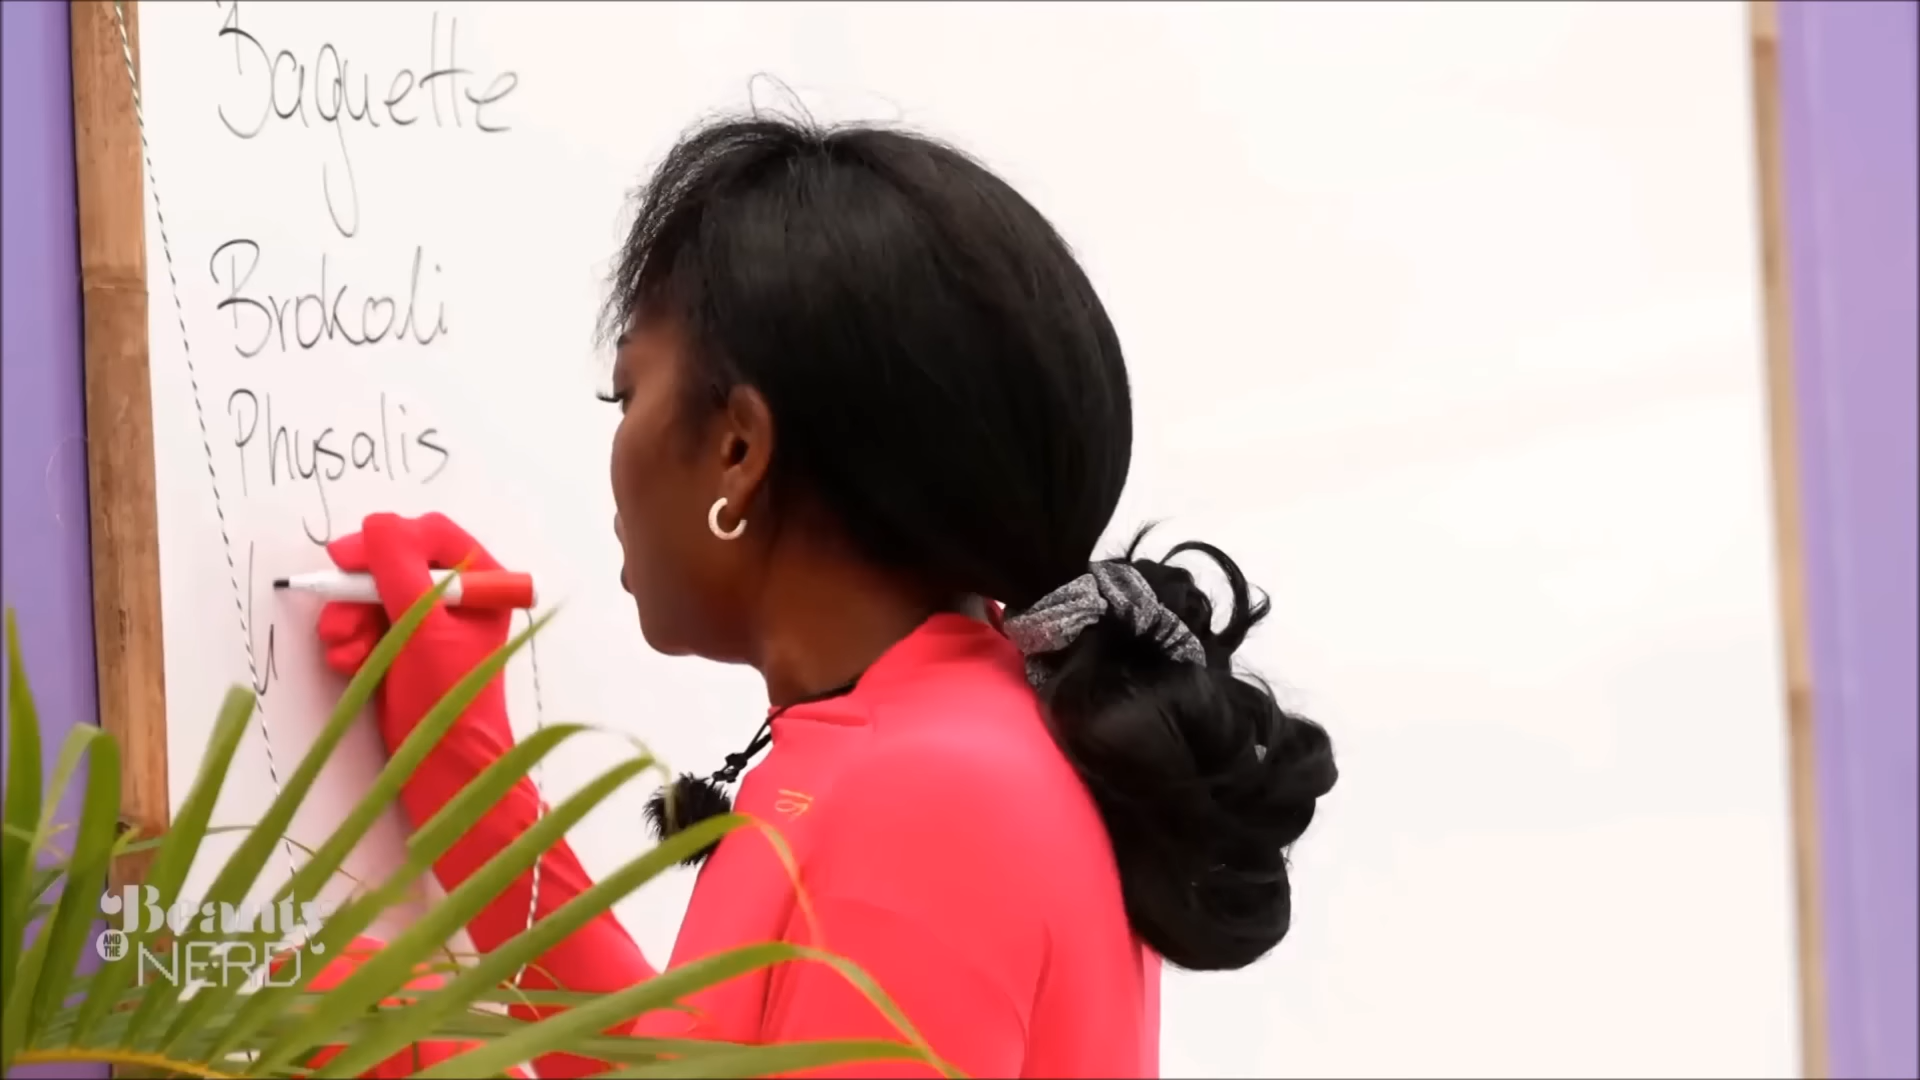 Baguette
Brokoli
Physalis
Beauty
AND THE
NERD